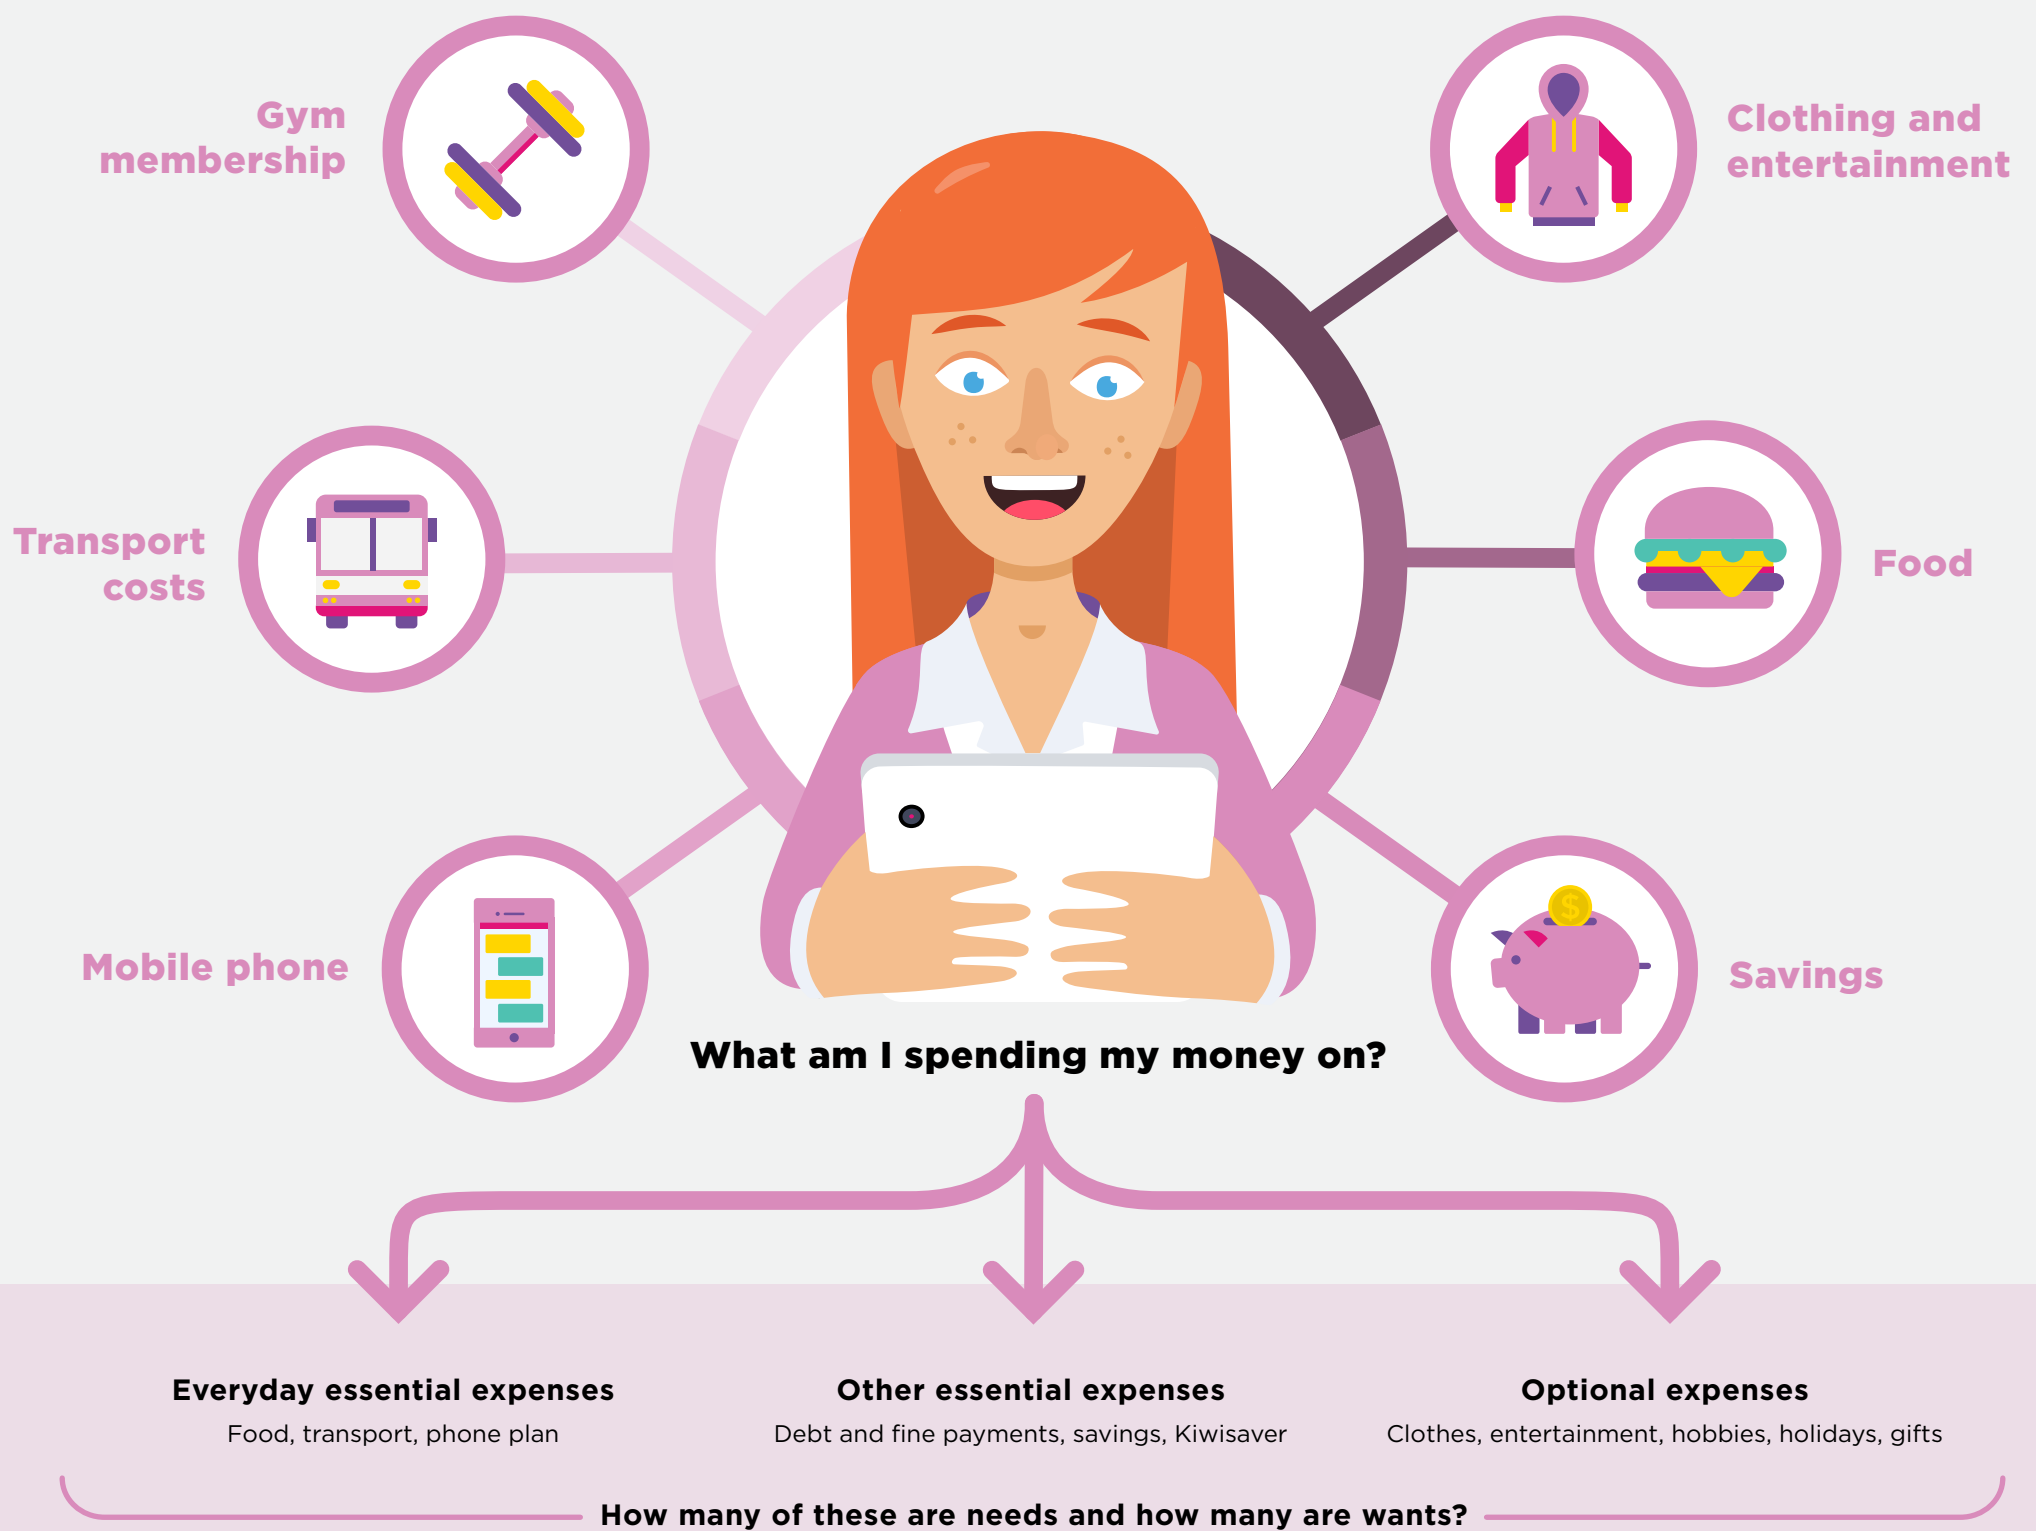 Gym
membership
Clothing and
entertainment
Transport
costs
Food
Mobile phone
$
Savings
What am I spending my money on?
Everyday essential expenses
Food, transport, phone plan
Other essential expenses
Debt and fine payments, savings, Kiwisaver
Optional expenses
Clothes, entertainment, hobbies, holidays, gifts
How many of these are needs and how many are wants?